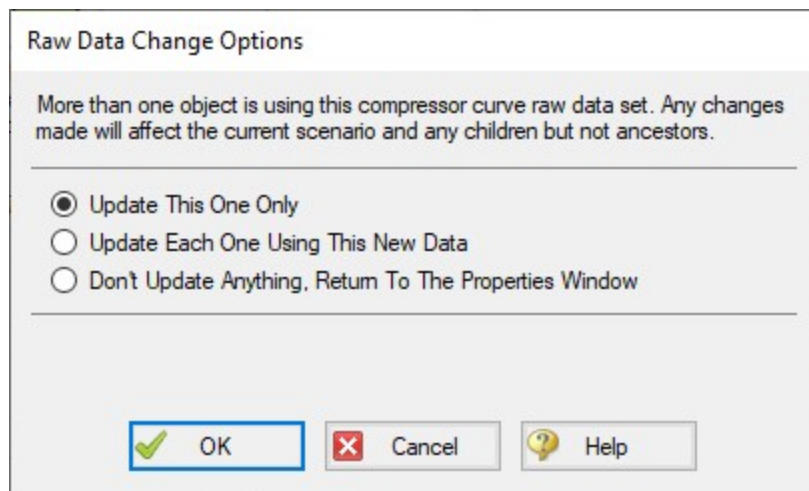 Raw Data Change Options
More than one object is using this compressor curve raw data set. Any changes
made will affect the current scenario and any children but not ancestors.
Update This One Only
Update Each One Using This New Data
Don't Update Anything, Return To The Properties Window
OK Cancel Help